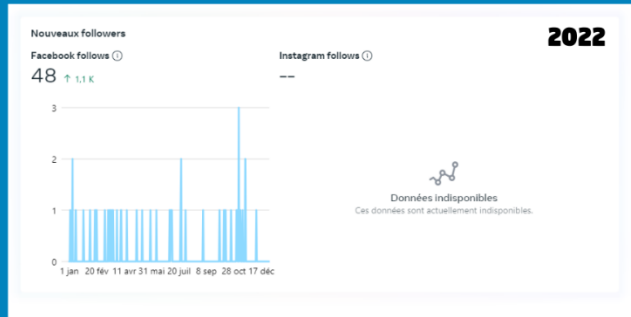 Nouveaux followers
2022
Facebook follows
Instagram follows
48 ↑ 1,1 K
--
3
2
1
0
1 jan 20 fév 11 avr 31 mai 20 juil 8 sep 28 oct 17 déc
Données indisponibles
Ces données sont actuellement indisponibles.